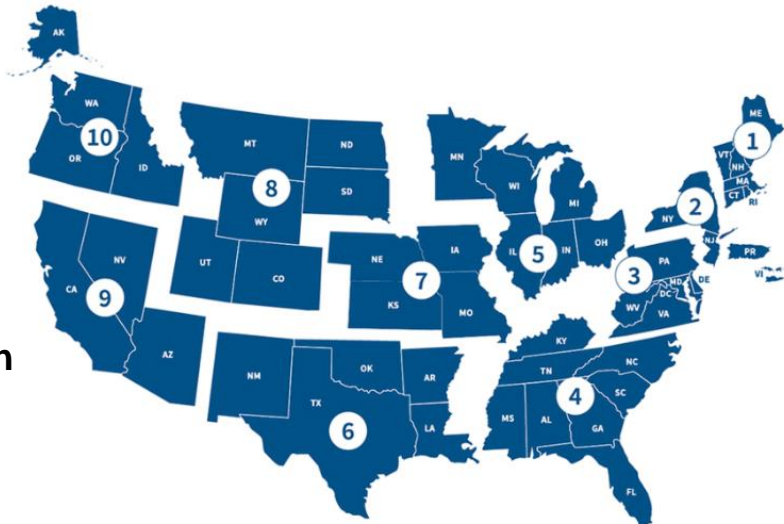 AK
WA
10
OR
ID
MT
ND
8
SD
WY
UT
CO
MN
WI
MI
IL
5
IN
OH
ME
1
VT
NH
MA
CT
RI
NY
2
NJ
PR
VI
3
PA
MD
DE
DC
WV
VA
NE
IA
7
KS
MO
NV
CA
9
AZ
n
NM
OK
TX
6
AR
LA
KY
TN
NC
4
SC
MS
AL
GA
FL